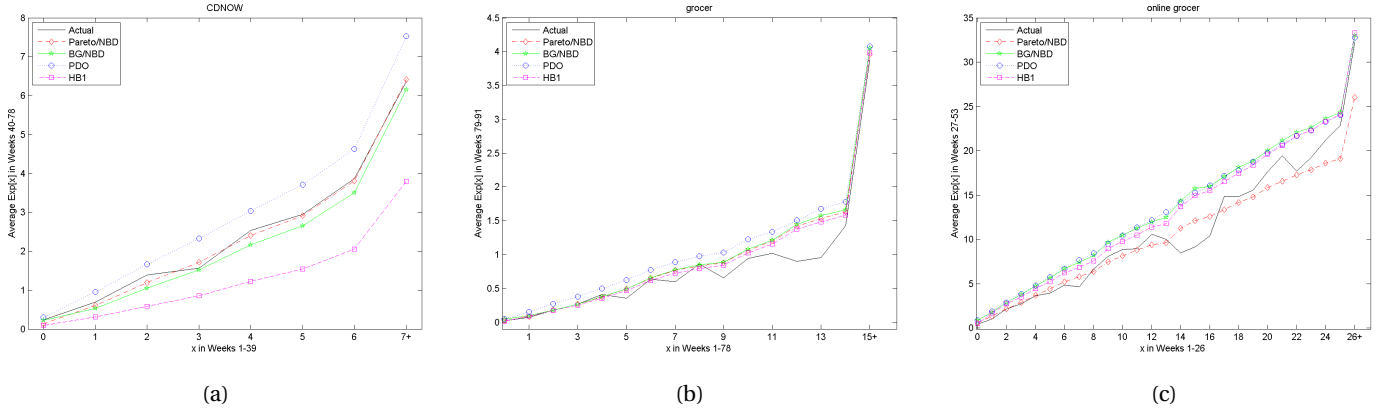 CDNOW
Actual
Pareto/NBD
BG/NBD
PDO
HB1
Average Exp[x] in Weeks 40-78
8
7
6
5
4
3
2
1
0
0 1 2 3 4 5 6 7+
x in Weeks 1-39
(a)
grocer
Actual
Pareto/NBD
BG/NBD
PDO
HB1
Average Exp[x] in Weeks 79-91
4.5
4
3.5
3
2.5
2
1.5
1
0.5
0
1 3 5 7 9 11 13 15+
x in Weeks 1-78
(b)
online grocer
Actual
Pareto/NBD
BG/NBD
PDO
HB1
Average Exp[x] in Weeks 27-53
35
30
25
20
15
10
5
0
0 2 4 6 8 10 12 14 16 18 20 22 24 26+
x in Weeks 1-26
(c)